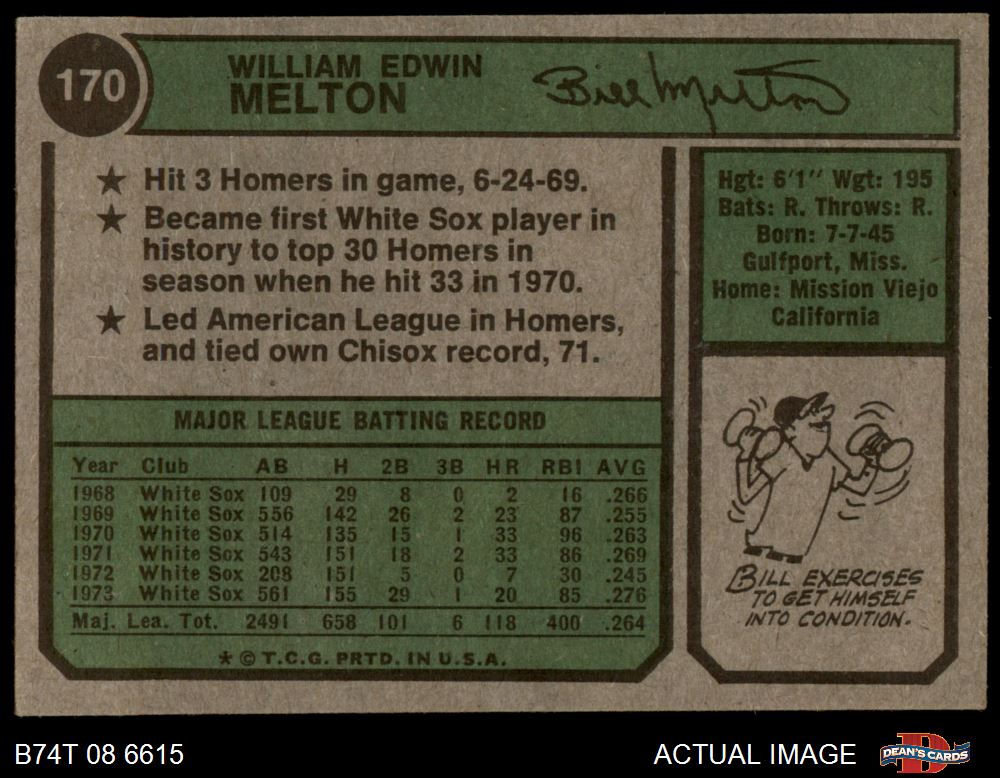 170
WILLIAM EDWIN
MELTON
Bill Melton
★ Hit 3 Homers in game, 6-24-69.
★ Became first White Sox player in
history to top 30 Homers in
season when he hit 33 in 1970.
★ Led American League in Homers,
and tied own Chisox record, 71.
Hgt: 6'1" Wgt: 195
Bats: R. Throws: R.
Born: 7-7-45
Gulfport, Miss.
Home: Mission Viejo
California
MAJOR LEAGUE BATTING RECORD
Year Club AB H 2B 3B HR RBI AVG
1968 White Sox 109 29 8 0 2 16 .266
1969 White Sox 556 142 26 2 23 87 .255
1970 White Sox 514 135 15 1 33 96 .263
1971 White Sox 543 151 18 2 33 86 .269
1972 White Sox 208 151 5 0 7 30 .245
1973 White Sox 561 155 29 1 20 85 .276
Maj. Lea. Tot. 2491 658 101 6 118 400 .264
★ © T.C.G. PRTD. IN U.S.A.
BILL EXERCISES
TO GET HIMSELF
INTO CONDITION.
B74T 08 6615
ACTUAL IMAGE
D
DEAN'S CARDS